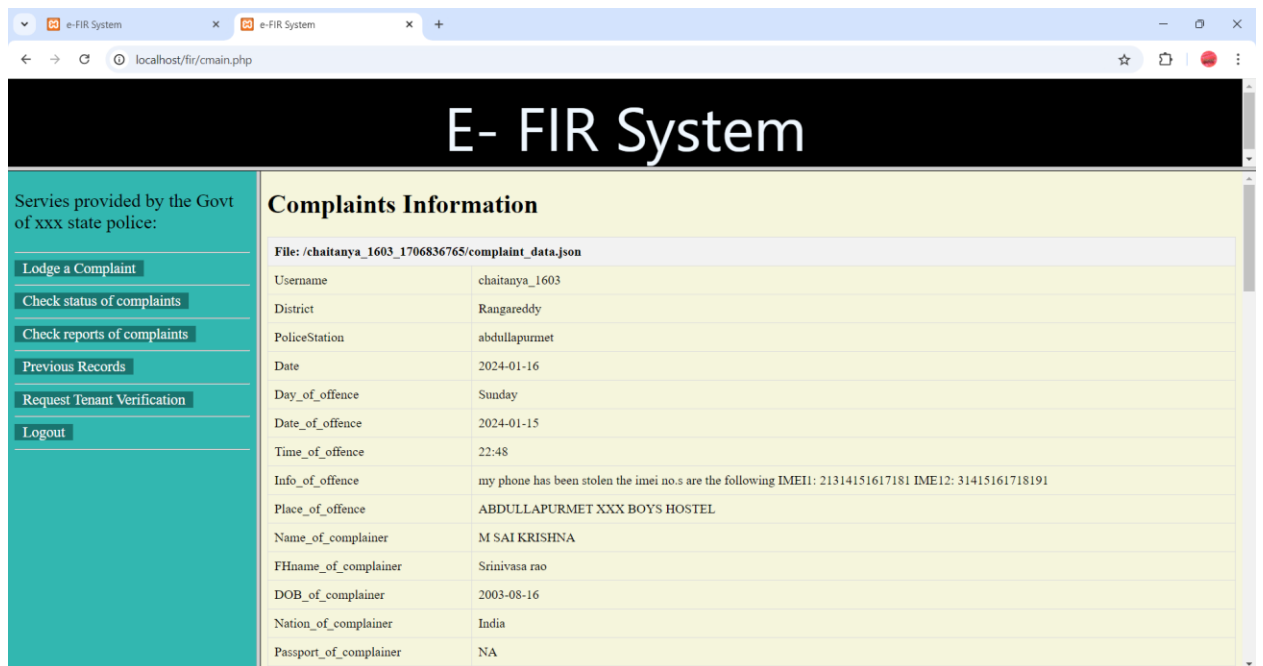 e-FIR System
e-FIR System
localhost/fir/cmain.php
E- FIR System
Servies provided by the Govt
of xxx state police:
Lodge a Complaint
Check status of complaints
Check reports of complaints
Previous Records
Request Tenant Verification
Logout
Complaints Information
File: /chaitanya_1603_1706836765/complaint_data.json
Username chaitanya_1603
District Rangareddy
PoliceStation abdullapurmet
Date 2024-01-16
Day_of_offence Sunday
Date_of_offence 2024-01-15
Time_of_offence 22:48
Info_of_offence my phone has been stolen the imei no.s are the following IMEI1: 21314151617181 IME12: 31415161718191
Place_of_offence ABDULLAPURMET XXX BOYS HOSTEL
Name_of_complainer M SAI KRISHNA
FHname_of_complainer Srinivasa rao
DOB_of_complainer 2003-08-16
Nation_of_complainer India
Passport_of_complainer NA